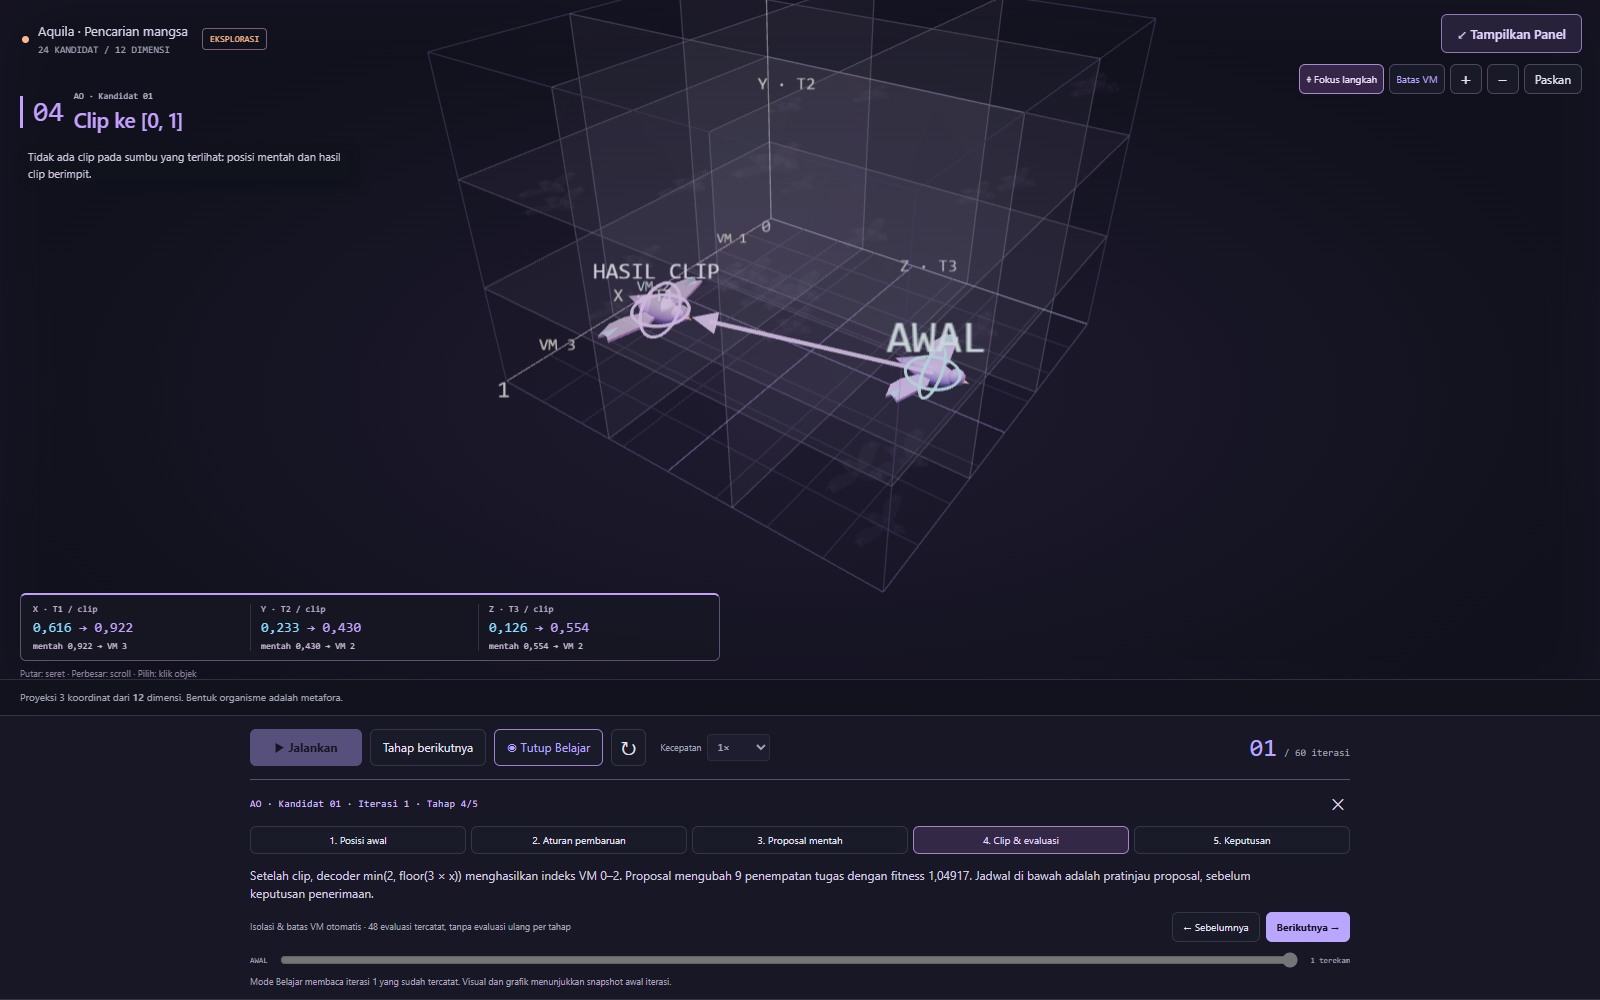 Aquila · Pencarian mangsa
24 KANDIDAT / 12 DIMENSI
EKSPLORASI
↙ Tampilkan Panel
⌖ Fokus langkah
Batas VM
+
−
Paskan
04
AO · Kandidat 01
Clip ke [0, 1]
Tidak ada clip pada sumbu yang terlihat: posisi mentah dan hasil
clip berimpit.
Y · T2
0
VM 1
Z · T3
HASIL CLIP
VM
X
VM 3
1
AWAL
X · T1 / clip
0,616 → 0,922
mentah 0,922 → VM 3
Y · T2 / clip
0,233 → 0,430
mentah 0,430 → VM 2
Z · T3 / clip
0,126 → 0,554
mentah 0,554 → VM 2
Putar: seret · Perbesar: scroll · Pilih: klik objek
Proyeksi 3 koordinat dari 12 dimensi. Bentuk organisme adalah metafora.
▶ Jalankan
Tahap berikutnya
◉ Tutup Belajar
↻
Kecepatan
1×
01 / 60 iterasi
AO · Kandidat 01 · Iterasi 1 · Tahap 4/5
×
1. Posisi awal
2. Aturan pembaruan
3. Proposal mentah
4. Clip & evaluasi
5. Keputusan
Setelah clip, decoder min(2, floor(3 × x)) menghasilkan indeks VM 0–2. Proposal mengubah 9 penempatan tugas dengan fitness 1,04917. Jadwal di bawah adalah pratinjau proposal, sebelum
keputusan penerimaan.
Isolasi & batas VM otomatis · 48 evaluasi tercatat, tanpa evaluasi ulang per tahap
← Sebelumnya
Berikutnya →
AWAL
1 terekam
Mode Belajar membaca iterasi 1 yang sudah tercatat. Visual dan grafik menunjukkan snapshot awal iterasi.